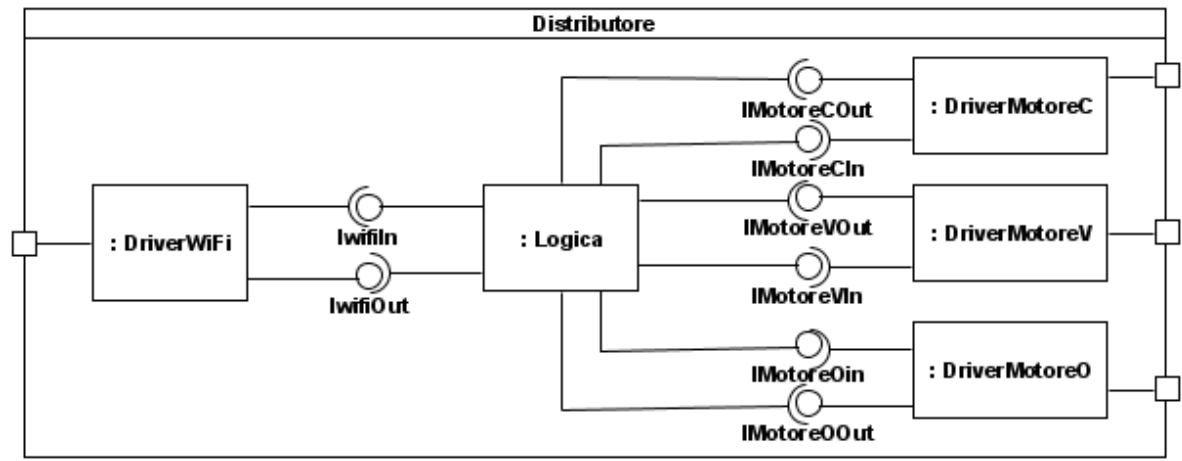 Distributore
IMotoreCOut
: DriverMotoreC
IMotoreCIn
: DriverWiFi
IwifiIn
IwifiOut
: Logica
IMotoreVOut
: DriverMotoreV
IMotoreVIn
IMotoreOin
: DriverMotoreO
IMotoreOOut